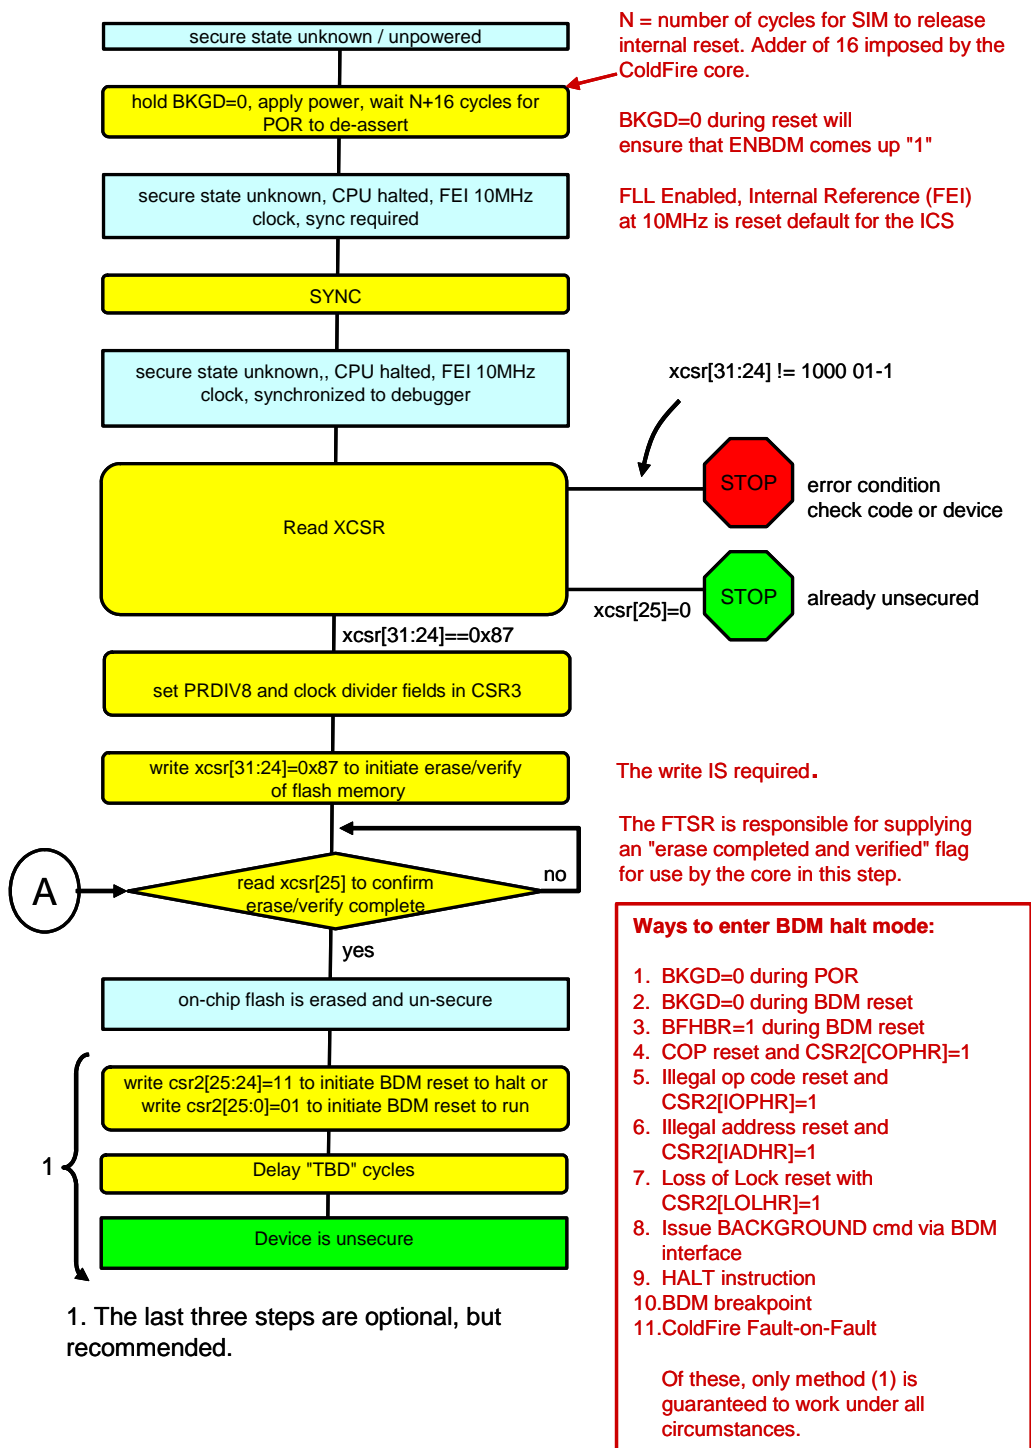 secure state unknown / unpowered
N = number of cycles for SIM to release
internal reset. Adder of 16 imposed by the
ColdFire core.
hold BKGD=0, apply power, wait N+16 cycles for
POR to de-assert
BKGD=0 during reset will
ensure that ENBDM comes up "1"
secure state unknown, CPU halted, FEI 10MHz
clock, sync required
FLL Enabled, Internal Reference (FEI)
at 10MHz is reset default for the ICS
SYNC
secure state unknown,, CPU halted, FEI 10MHz
clock, synchronized to debugger
xcsr[31:24] != 1000 01-1
Read XCSR
STOP
error condition
check code or device
STOP
already unsecured
xcsr[25]=0
xcsr[31:24]==0x87
set PRDIV8 and clock divider fields in CSR3
write xcsr[31:24]=0x87 to initiate erase/verify
of flash memory
The write IS required.
The FTSR is responsible for supplying
an "erase completed and verified" flag
for use by the core in this step.
A
read xcsr[25] to confirm
erase/verify complete
no
yes
on-chip flash is erased and un-secure
write csr2[25:24]=11 to initiate BDM reset to halt or
write csr2[25:0]=01 to initiate BDM reset to run
1
Delay "TBD" cycles
Device is unsecure
1. The last three steps are optional, but
recommended.
Ways to enter BDM halt mode:
1. BKGD=0 during POR
2. BKGD=0 during BDM reset
3. BFHBR=1 during BDM reset
4. COP reset and CSR2[COPHR]=1
5. Illegal op code reset and
CSR2[IOPHR]=1
6. Illegal address reset and
CSR2[IADHR]=1
7. Loss of Lock reset with
CSR2[LOLHR]=1
8. Issue BACKGROUND cmd via BDM
interface
9. HALT instruction
10.BDM breakpoint
11.ColdFire Fault-on-Fault
Of these, only method (1) is
guaranteed to work under all
circumstances.